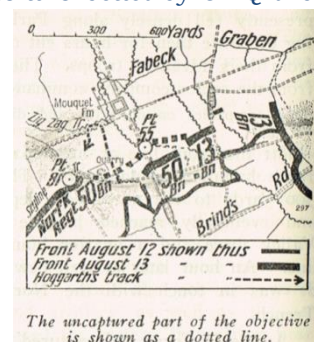 0 300 600 Yards
Graben
Fabeck
Mouquet
Fm
Zig Zag Tr
Quarry
Pt
55
Pt
81
13
Bn
13
Bn
50
Bn
50
Bn
Norf'k
Regt
Skyline
Brind's
Rd
297
Front August 12 shown thus
Front August 13 " "
Hoggarth's track " "
The uncaptured part of the objective
is shown as a dotted line.